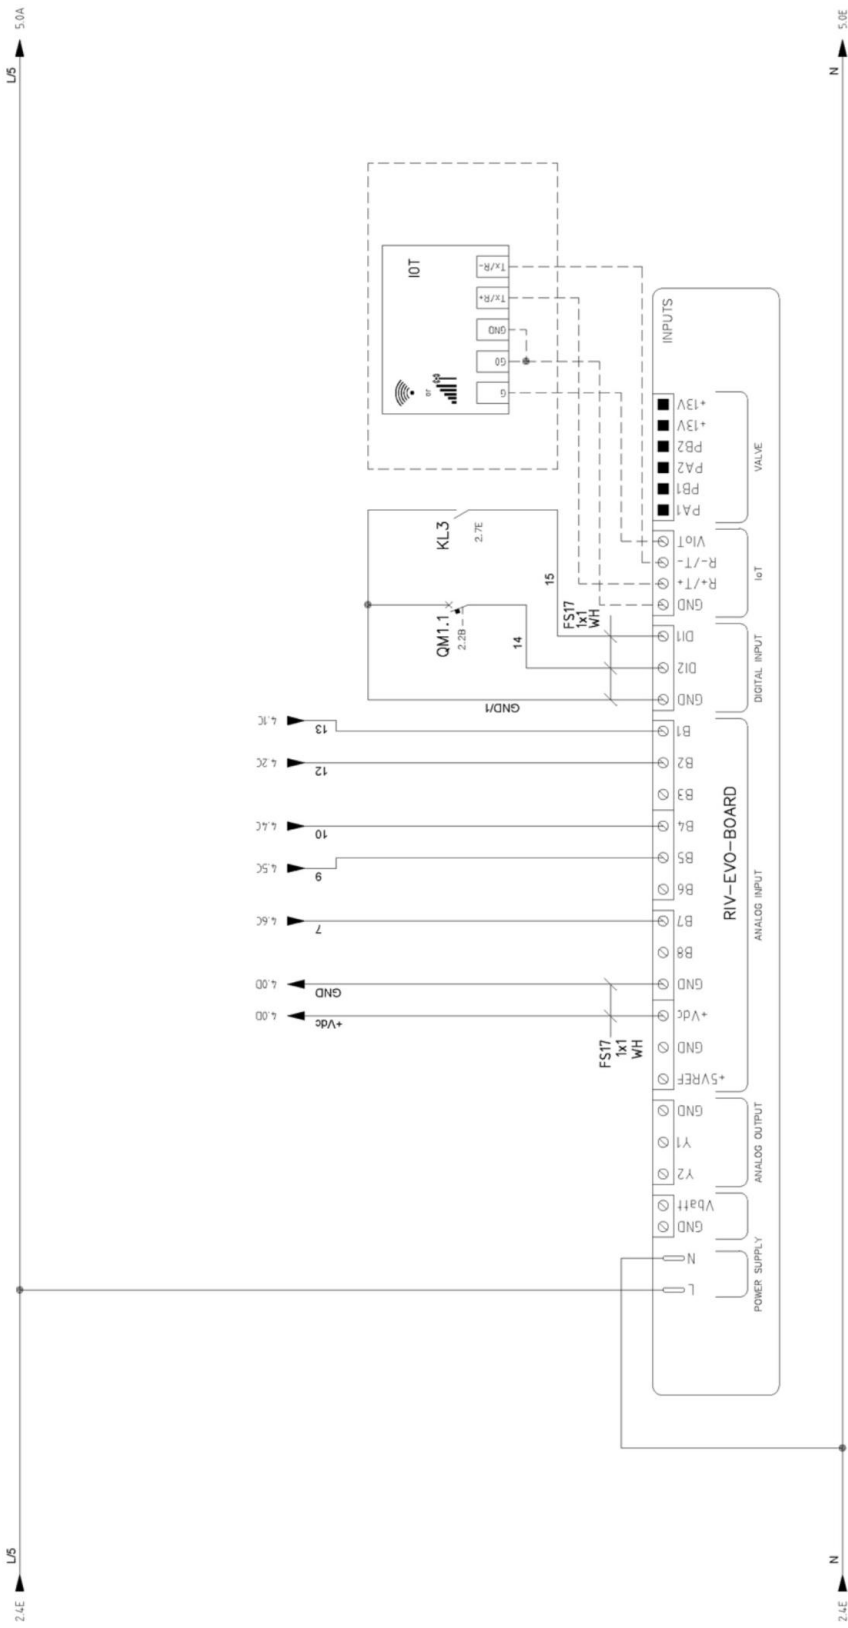 5.0A
L/5
5.0E
N
IOT
or
Tx/R-
Tx/R+
GND
G0
G
INPUTS
+13V
+13V
PB2
PA2
PB1
PA1
VALVE
VIoT
R-/T-
R+/T+
GND
IoT
DI1
DI2
GND
DIGITAL INPUT
KL3
2.7E
QM1.1
2.2B
15
14
FS17
1x1
WH
GND/1
4.1C
13
4.2C
12
4.4C
10
4.5C
9
4.6C
7
4.0D
GND
4.0D
+Vdc
FS17
1x1
WH
B1
B2
B3
B4
B5
B6
B7
B8
GND
+Vdc
GND
+5VREF
RIV-EVO-BOARD
ANALOG INPUT
GND
Y1
Y2
ANALOG OUTPUT
Vbatt
GND
N
L
POWER SUPPLY
L/5
2.4E
N
2.4E